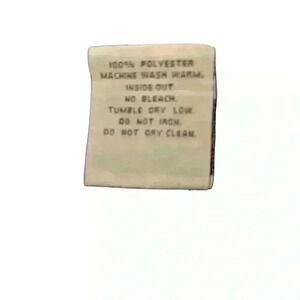 100% POLYESTER
MACHINE WASH WARM,
INSIDE OUT.
NO BLEACH.
TUMBLE DRY LOW.
DO NOT IRON.
DO NOT DRY CLEAN.